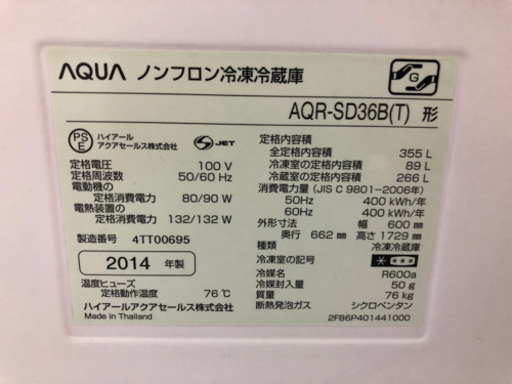 AQUA ノンフロン冷凍冷蔵庫
G
AQR-SD36B(T) 形
PS E ハイアール アクアセールス株式会社 S JET
定格電圧 100 V
定格周波数 50/60 Hz
電動機の
定格消費電力 80/90 W
電熱装置の
定格消費電力 132/132 W
製造番号 4TT00695
2014 年製
温度ヒューズ
定格動作温度 76℃
ハイアールアクアセールス株式会社
Made in Thailand
定格内容積
全定格内容積 355 L
冷凍室の定格内容積 89 L
冷蔵室の定格内容積 266 L
消費電力量 (JIS C 9801-2006年)
50Hz 400 kWh/年
60Hz 400 kWh/年
外形寸法 幅 600 mm
奥行 662 mm 高さ 1729 mm
種類 冷凍冷蔵庫
冷凍室の記号 * ***
冷媒名 R600a
冷媒封入量 50 g
質量 76 kg
断熱発泡ガス シクロペンタン
2FB6P401441000